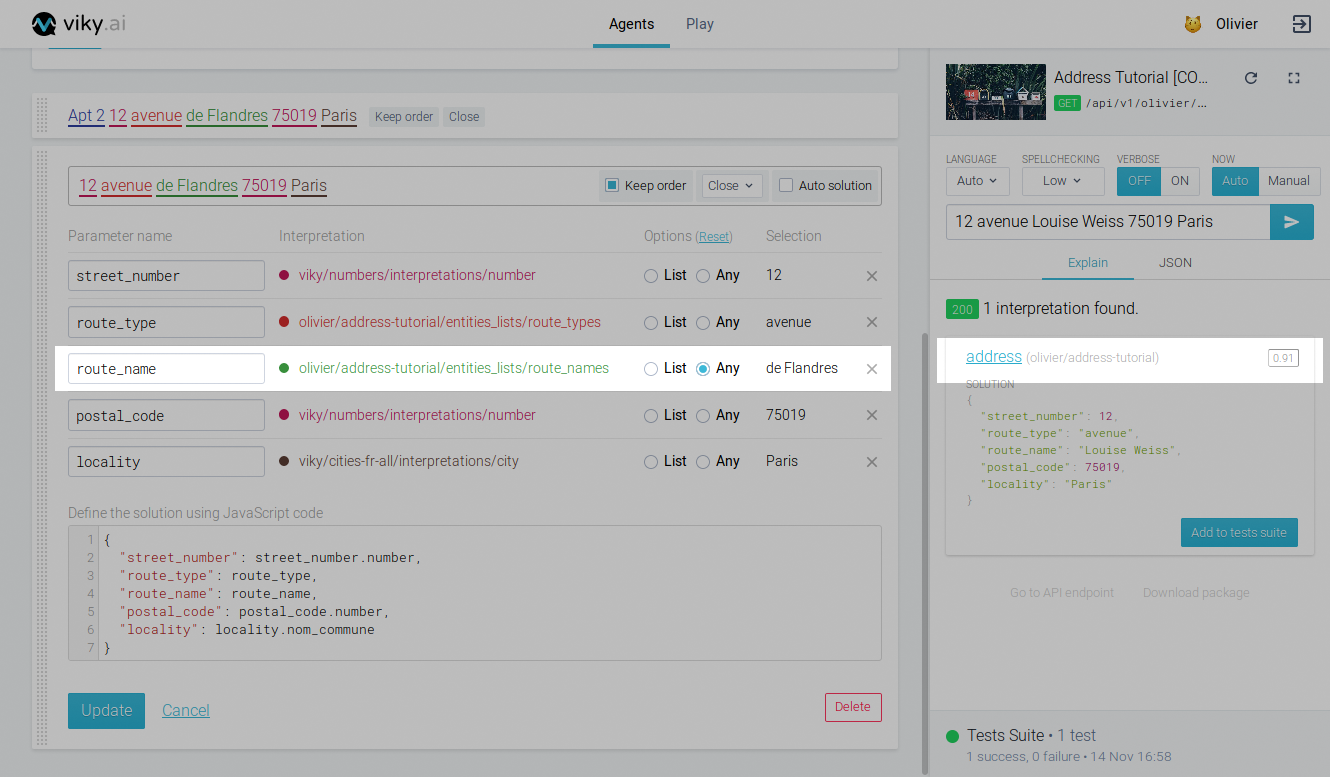 viky.ai
Agents Play
Olivier
Apt 2 12 avenue de Flandres 75019 Paris Keep order Close
12 avenue de Flandres 75019 Paris Keep order Close Auto solution
Parameter name Interpretation Options (Reset) Selection
street_number viky/numbers/interpretations/number List Any 12
route_type olivier/address-tutorial/entities_lists/route_types List Any avenue
route_name olivier/address-tutorial/entities_lists/route_names List Any de Flandres
postal_code viky/numbers/interpretations/number List Any 75019
locality viky/cities-fr-all/interpretations/city List Any Paris
Define the solution using JavaScript code
1 {
2 "street_number": street_number.number,
3 "route_type": route_type,
4 "route_name": route_name,
5 "postal_code": postal_code.number,
6 "locality": locality.nom_commune
7 }
Update Cancel Delete
Address Tutorial [CO...
GET /api/v1/olivier/...
LANGUAGE SPELLCHECKING VERBOSE NOW
Auto Low OFF ON Auto Manual
12 avenue Louise Weiss 75019 Paris
Explain JSON
200 1 interpretation found.
address (olivier/address-tutorial) 0.91
SOLUTION
{
"street_number": 12,
"route_type": "avenue",
"route_name": "Louise Weiss",
"postal_code": 75019,
"locality": "Paris"
}
Add to tests suite
Go to API endpoint Download package
Tests Suite • 1 test
1 success, 0 failure • 14 Nov 16:58